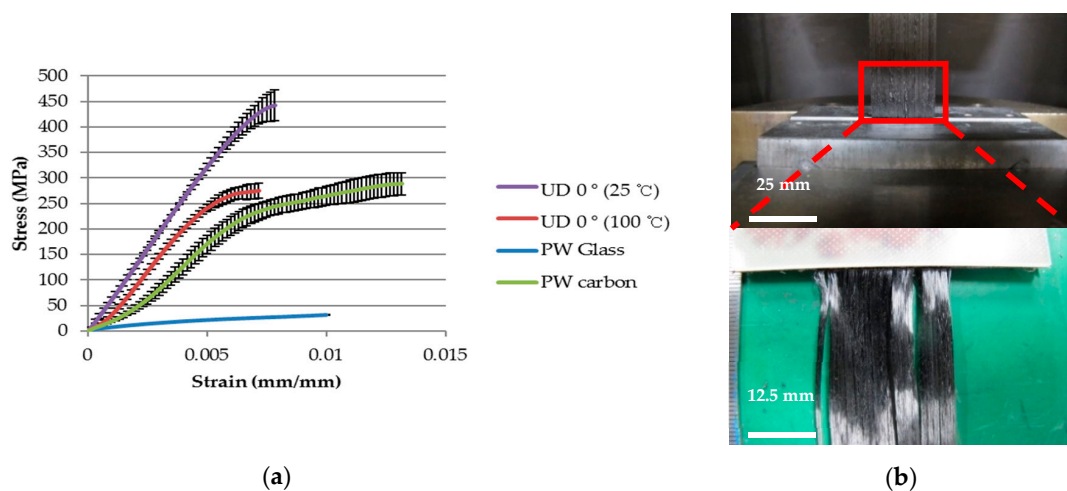 500
450
400
350
300
250
200
150
100
50
0
Stress (MPa)
0
0.005
0.01
0.015
Strain (mm/mm)
UD 0 ° (25 ℃)
UD 0 ° (100 ℃)
PW Glass
PW carbon
(a)
25 mm
12.5 mm
(b)